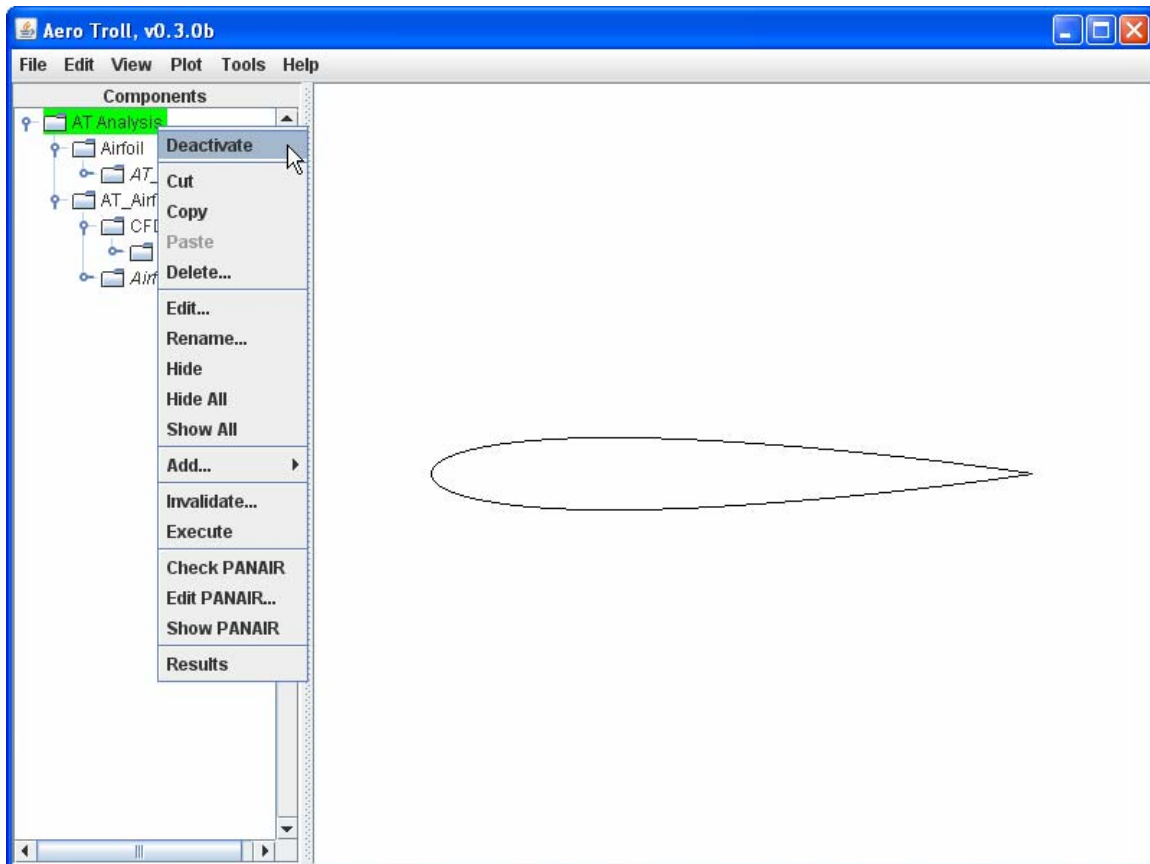 Aero Troll, v0.3.0b
File Edit View Plot Tools Help
Components
AT Analysis
Airfoil
AT_
AT_Airf
CFD
Airf
Deactivate
Cut
Copy
Paste
Delete...
Edit...
Rename...
Hide
Hide All
Show All
Add...
Invalidate...
Execute
Check PANAIR
Edit PANAIR...
Show PANAIR
Results